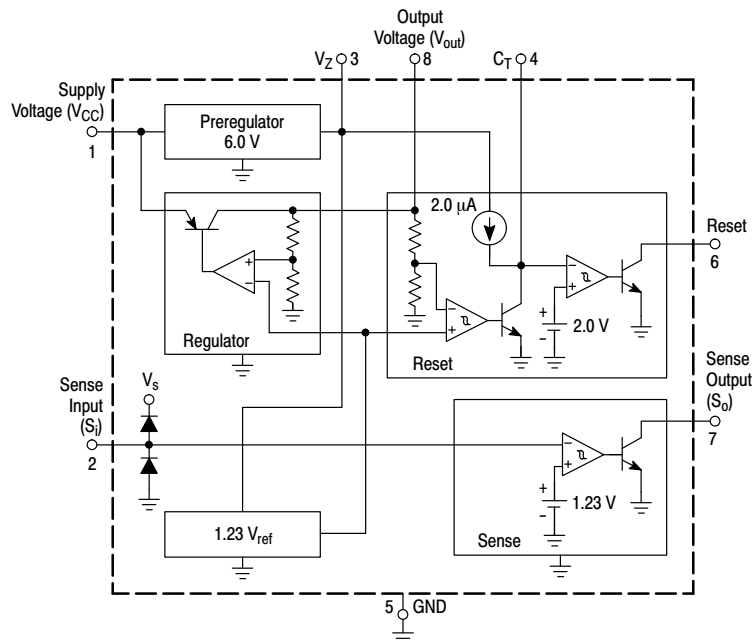 Output
Voltage (Vout)
VZ 3
8
CT 4
Supply
Voltage (VCC)
1
Preregulator
6.0 V
2.0 µA
Reset
6
+
-
-
+
-
+
+
-
2.0 V
Regulator
Reset
Sense
Input
(Si)
2
Vs
Sense
Output
(So)
7
-
+
+
-
1.23 V
1.23 Vref
Sense
5 GND